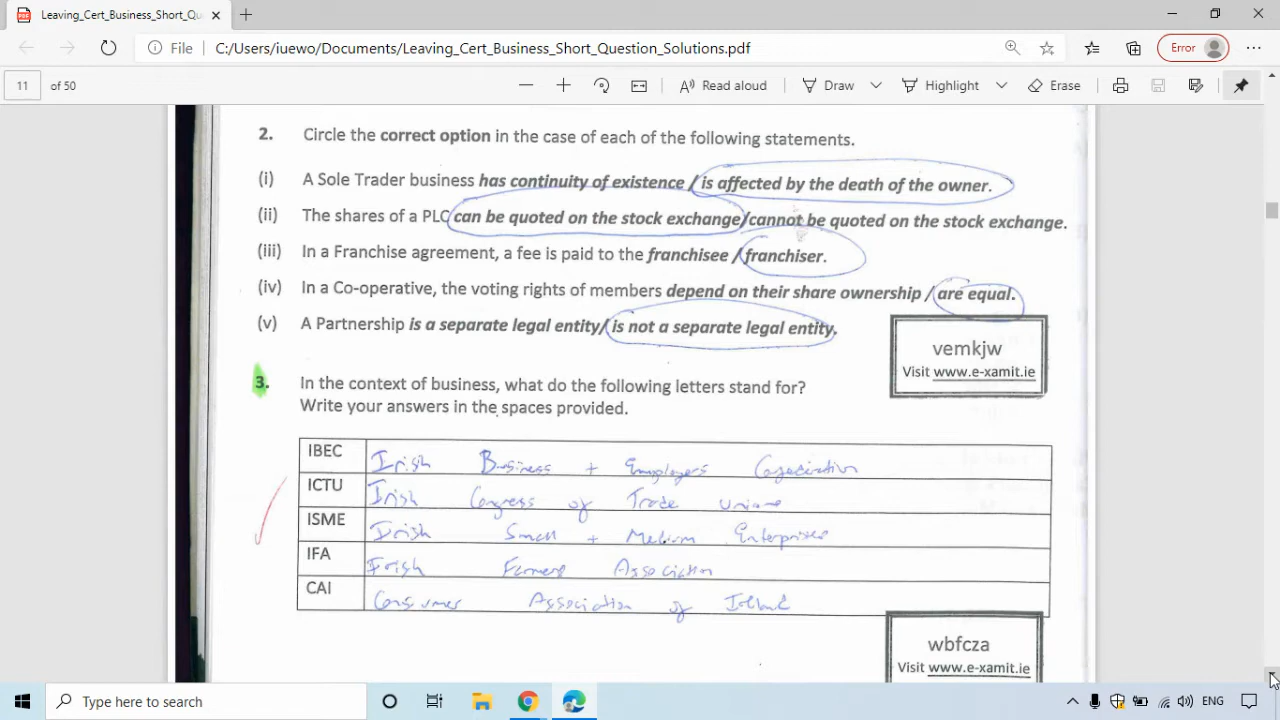 Leaving_Cert_Business_Short_Qu
File C:/Users/iuewo/Documents/Leaving_Cert_Business_Short_Question_Solutions.pdf Error
11 of 50 Read aloud Draw Highlight Erase
2. Circle the correct option in the case of each of the following statements.
(i) A Sole Trader business has continuity of existence / is affected by the death of the owner.
(ii) The shares of a PLC can be quoted on the stock exchange/cannot be quoted on the stock exchange.
(iii) In a Franchise agreement, a fee is paid to the franchisee / franchiser.
(iv) In a Co-operative, the voting rights of members depend on their share ownership / are equal.
(v) A Partnership is a separate legal entity/ is not a separate legal entity.
vemkjw
Visit www.e-xamit.ie
3. In the context of business, what do the following letters stand for?
Write your answers in the spaces provided.
IBEC Irish Business + Employers
ICTU Irish Congress of Trade Unions
ISME Irish Small + Medium Enterprises
IFA Irish Farmers Association
CAI Consumer Association of Ireland
wbfcza
Visit www.e-xamit.ie
Type here to search ENG